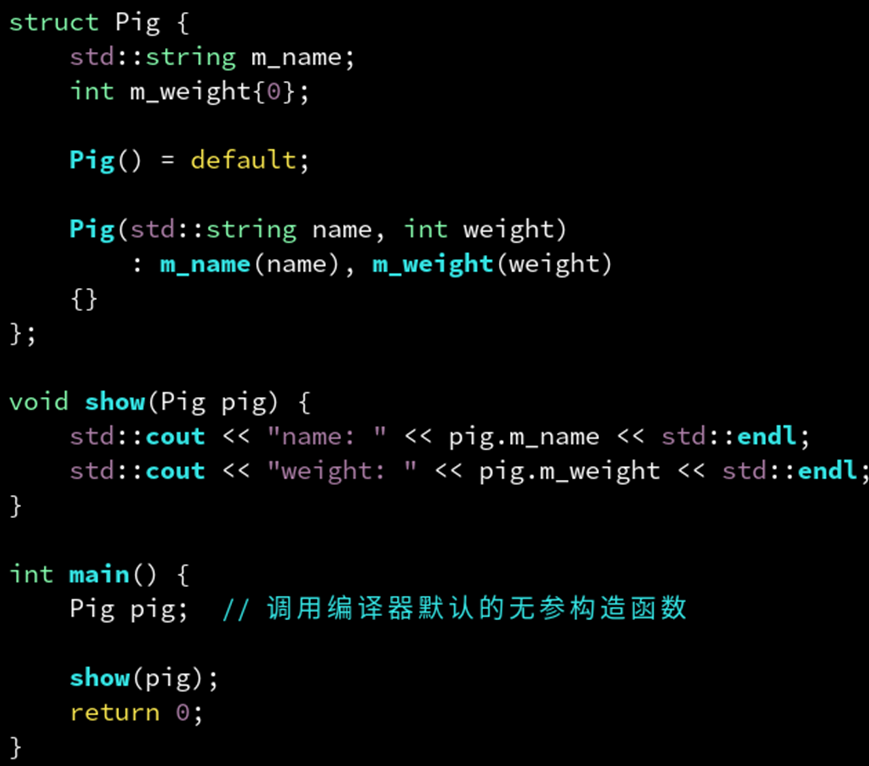 struct Pig {
    std::string m_name;
    int m_weight{0};

    Pig() = default;

    Pig(std::string name, int weight)
        : m_name(name), m_weight(weight)
    {}
};

void show(Pig pig) {
    std::cout << "name: " << pig.m_name << std::endl;
    std::cout << "weight: " << pig.m_weight << std::endl;
}

int main() {
    Pig pig;  // 调用编译器默认的无参构造函数

    show(pig);
    return 0;
}